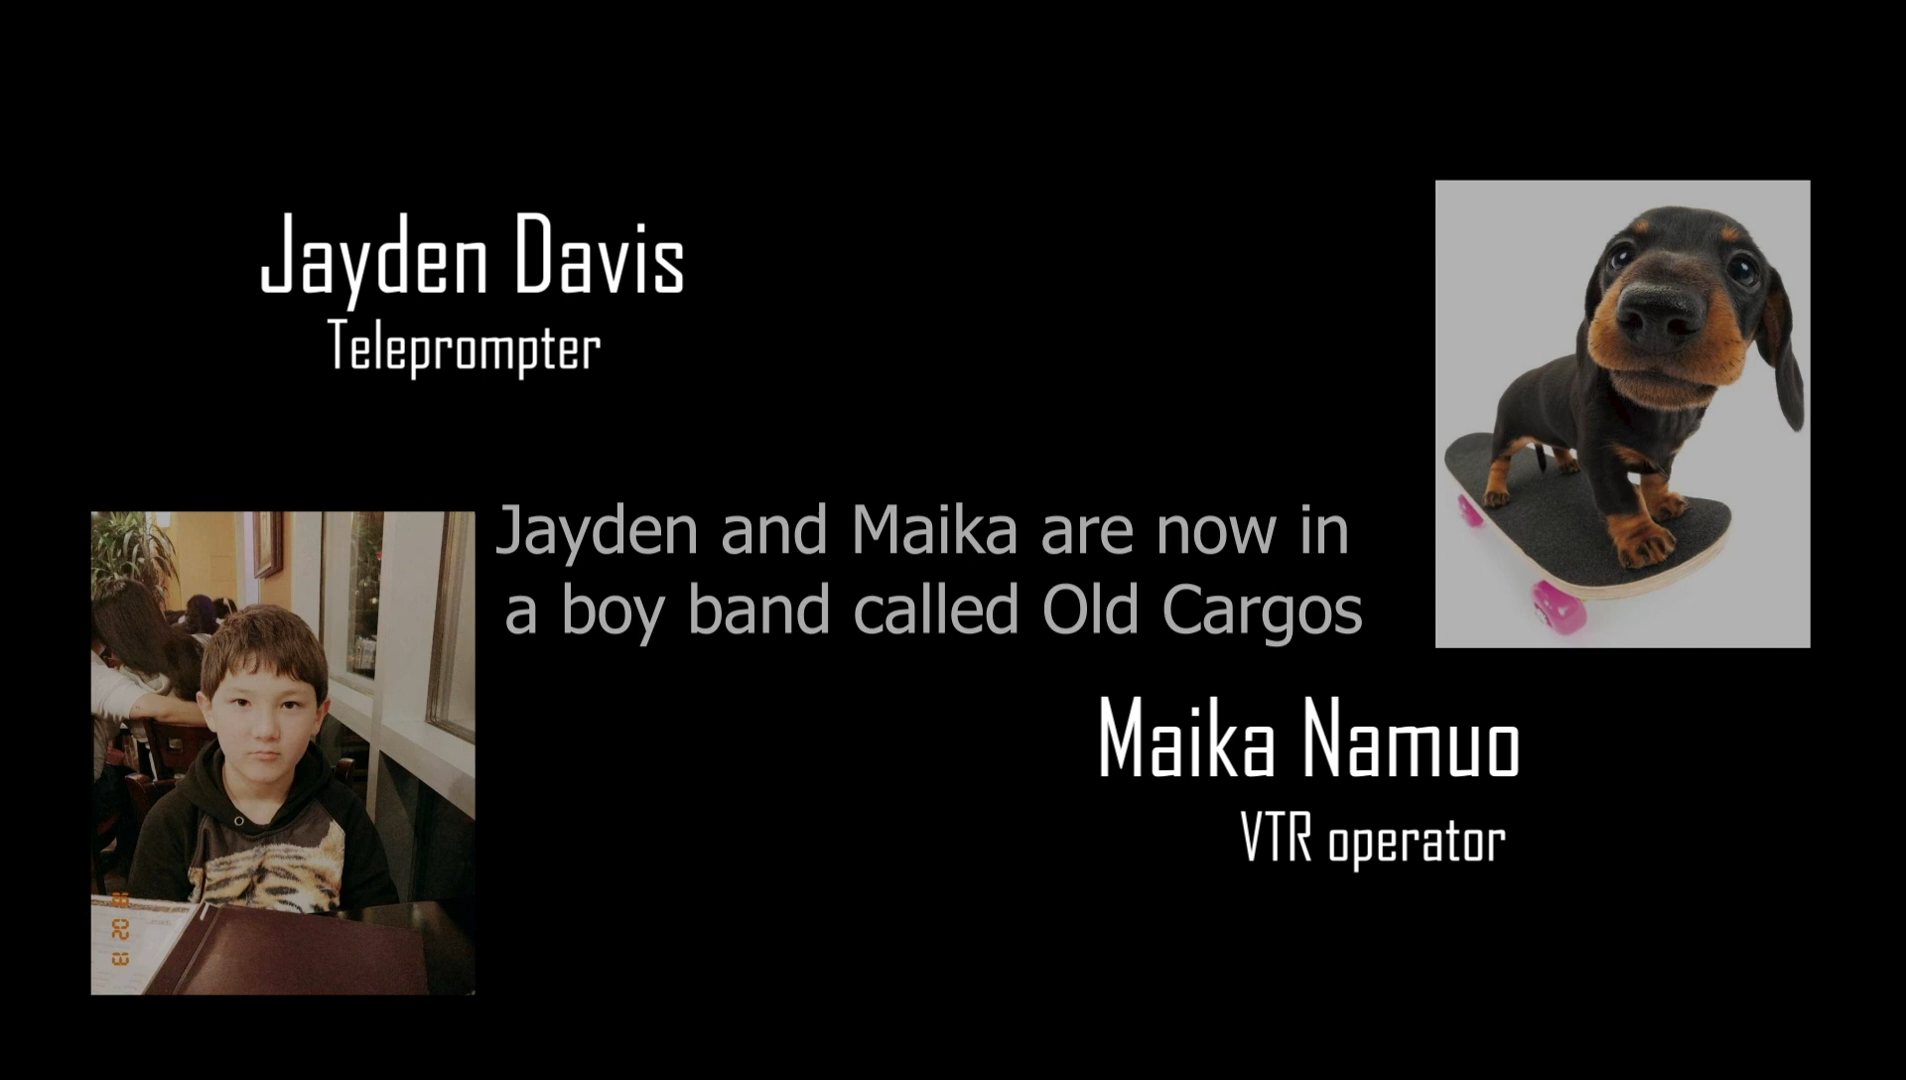 Jayden Davis
Teleprompter
Jayden and Maika are now in
a boy band called Old Cargos
Maika Namuo
VTR operator